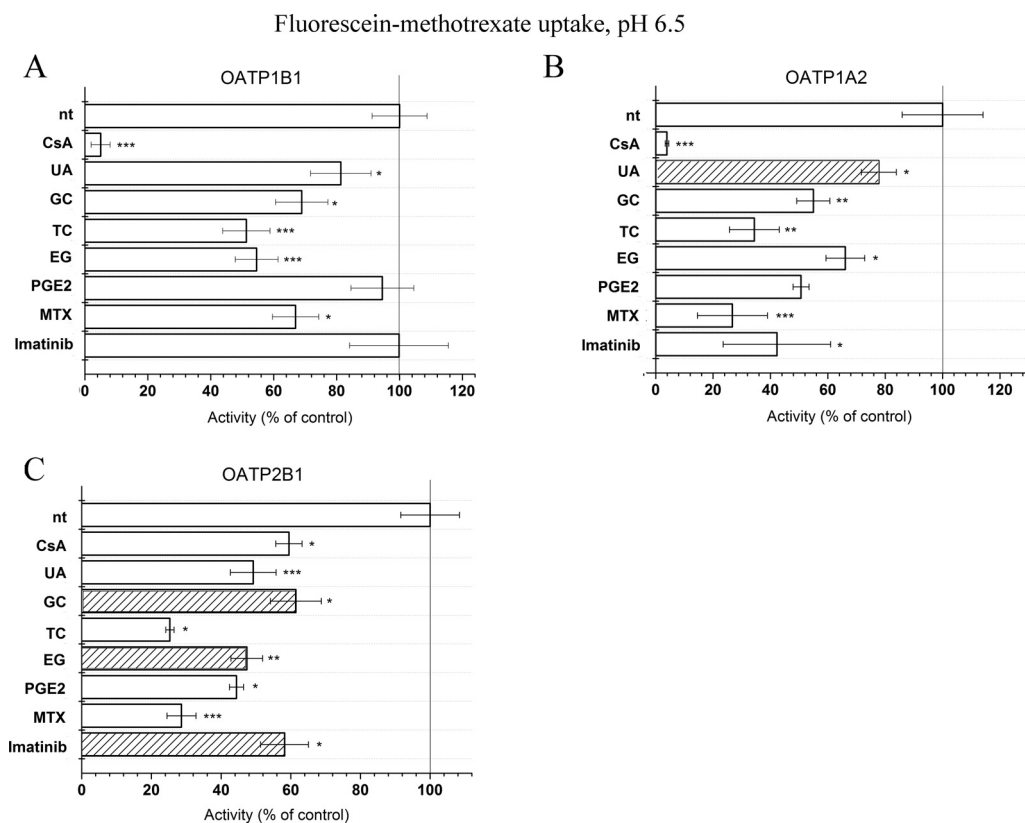 Fluorescein-methotrexate uptake, pH 6.5
A
OATP1B1
nt
CsA
***
UA
*
GC
*
TC
***
EG
***
PGE2
MTX
*
Imatinib
0 20 40 60 80 100 120
Activity (% of control)
B
OATP1A2
nt
CsA
***
UA
*
GC
**
TC
**
EG
*
PGE2
MTX
***
Imatinib
*
0 20 40 60 80 100 120
Activity (% of control)
C
OATP2B1
nt
CsA
*
UA
***
GC
*
TC
*
EG
**
PGE2
*
MTX
***
Imatinib
*
0 20 40 60 80 100
Activity (% of control)